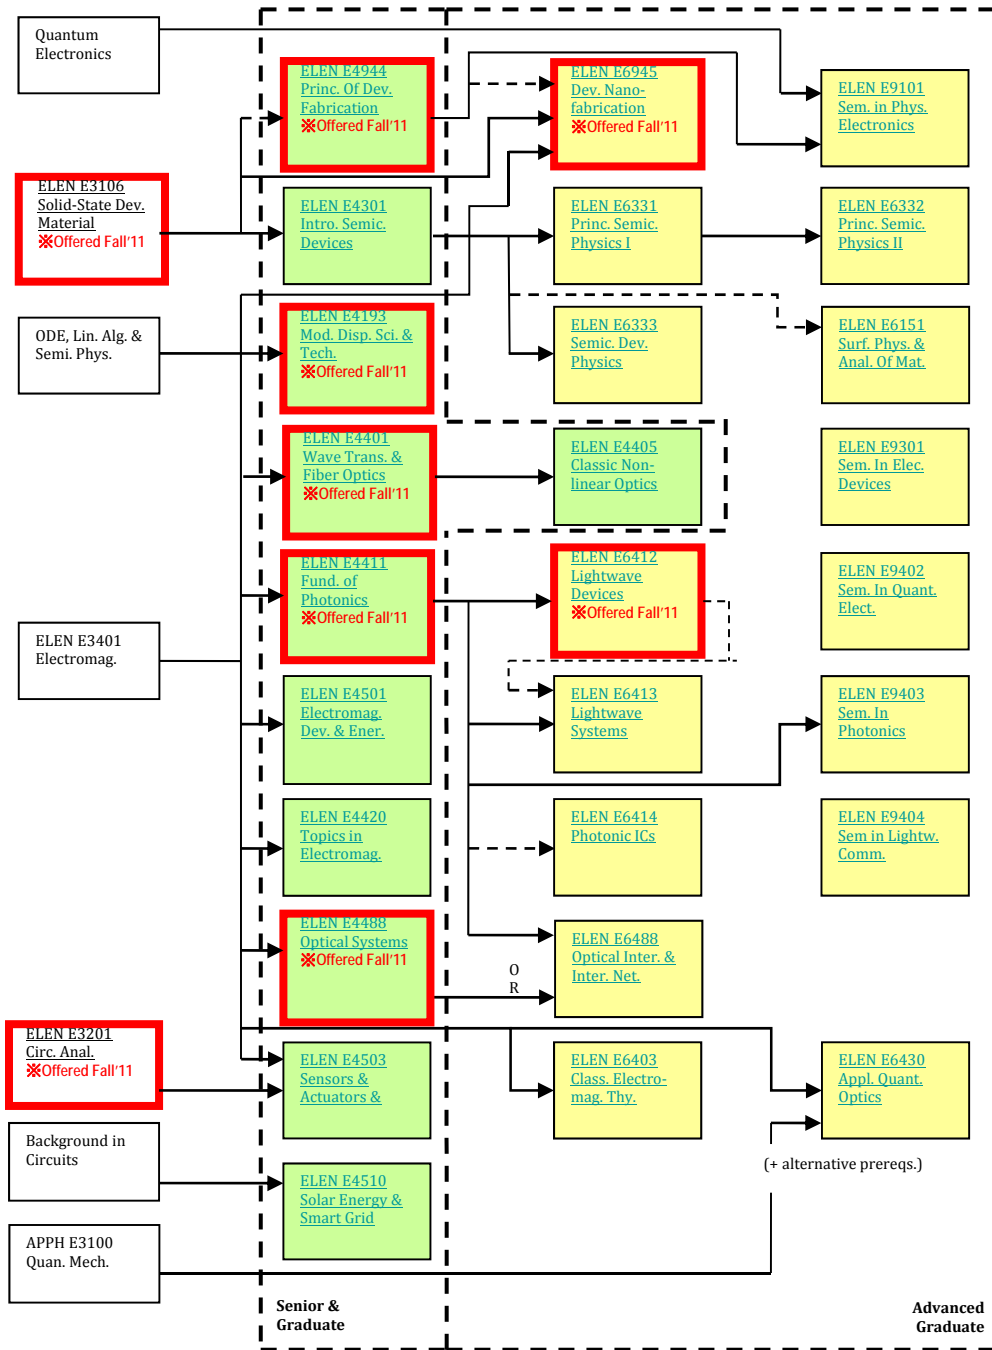 Quantum
Electronics
ELEN E4944
Princ. Of Dev.
Fabrication
※Offered Fall'11
ELEN E6945
Dev. Nano-
fabrication
※Offered Fall'11
ELEN E9101
Sem. in Phys.
Electronics
ELEN E3106
Solid-State Dev.
Material
※Offered Fall'11
ELEN E4301
Intro. Semic.
Devices
ELEN E6331
Princ. Semic.
Physics I
ELEN E6332
Princ. Semic.
Physics II
ODE, Lin. Alg. &
Semi. Phys.
ELEN E4193
Mod. Disp. Sci. &
Tech.
※Offered Fall'11
ELEN E6333
Semic. Dev.
Physics
ELEN E6151
Surf. Phys. &
Anal. Of Mat.
ELEN E4401
Wave Trans. &
Fiber Optics
※Offered Fall'11
ELEN E4405
Classic Non-
linear Optics
ELEN E9301
Sem. In Elec.
Devices
ELEN E4411
Fund. of
Photonics
※Offered Fall'11
ELEN E6412
Lightwave
Devices
※Offered Fall'11
ELEN E9402
Sem. In Quant.
Elect.
ELEN E3401
Electromag.
ELEN E4501
Electromag.
Dev. & Ener.
ELEN E6413
Lightwave
Systems
ELEN E9403
Sem. In
Photonics
ELEN E4420
Topics in
Electromag.
ELEN E6414
Photonic ICs
ELEN E9404
Sem in Lightw.
Comm.
ELEN E4488
Optical Systems
※Offered Fall'11
O
R
ELEN E6488
Optical Inter. &
Inter. Net.
ELEN E3201
Circ. Anal.
※Offered Fall'11
ELEN E4503
Sensors &
Actuators &
ELEN E6403
Class. Electro-
mag. Thy.
ELEN E6430
Appl. Quant.
Optics
Background in
Circuits
(+ alternative prereqs.)
ELEN E4510
Solar Energy &
Smart Grid
APPH E3100
Quan. Mech.
Senior &
Graduate
Advanced
Graduate